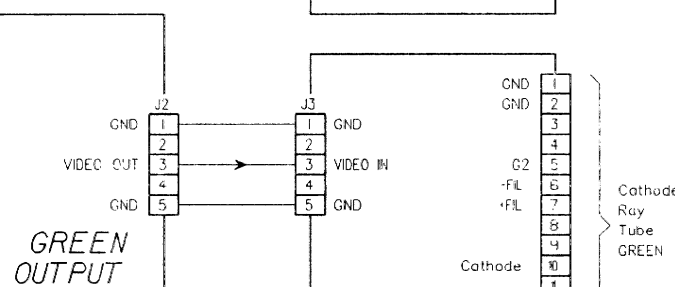 J2
GND 1
2
VIDEO OUT 3
4
GND 5
GREEN
OUTPUT
J3
1 GND
2
3 VIDEO IN
4
5 GND
GND 1
GND 2
3
4
G2 5
-FIL 6
+FIL 7
8
9
Cathode 10
11
Cathode
Ray
Tube
GREEN